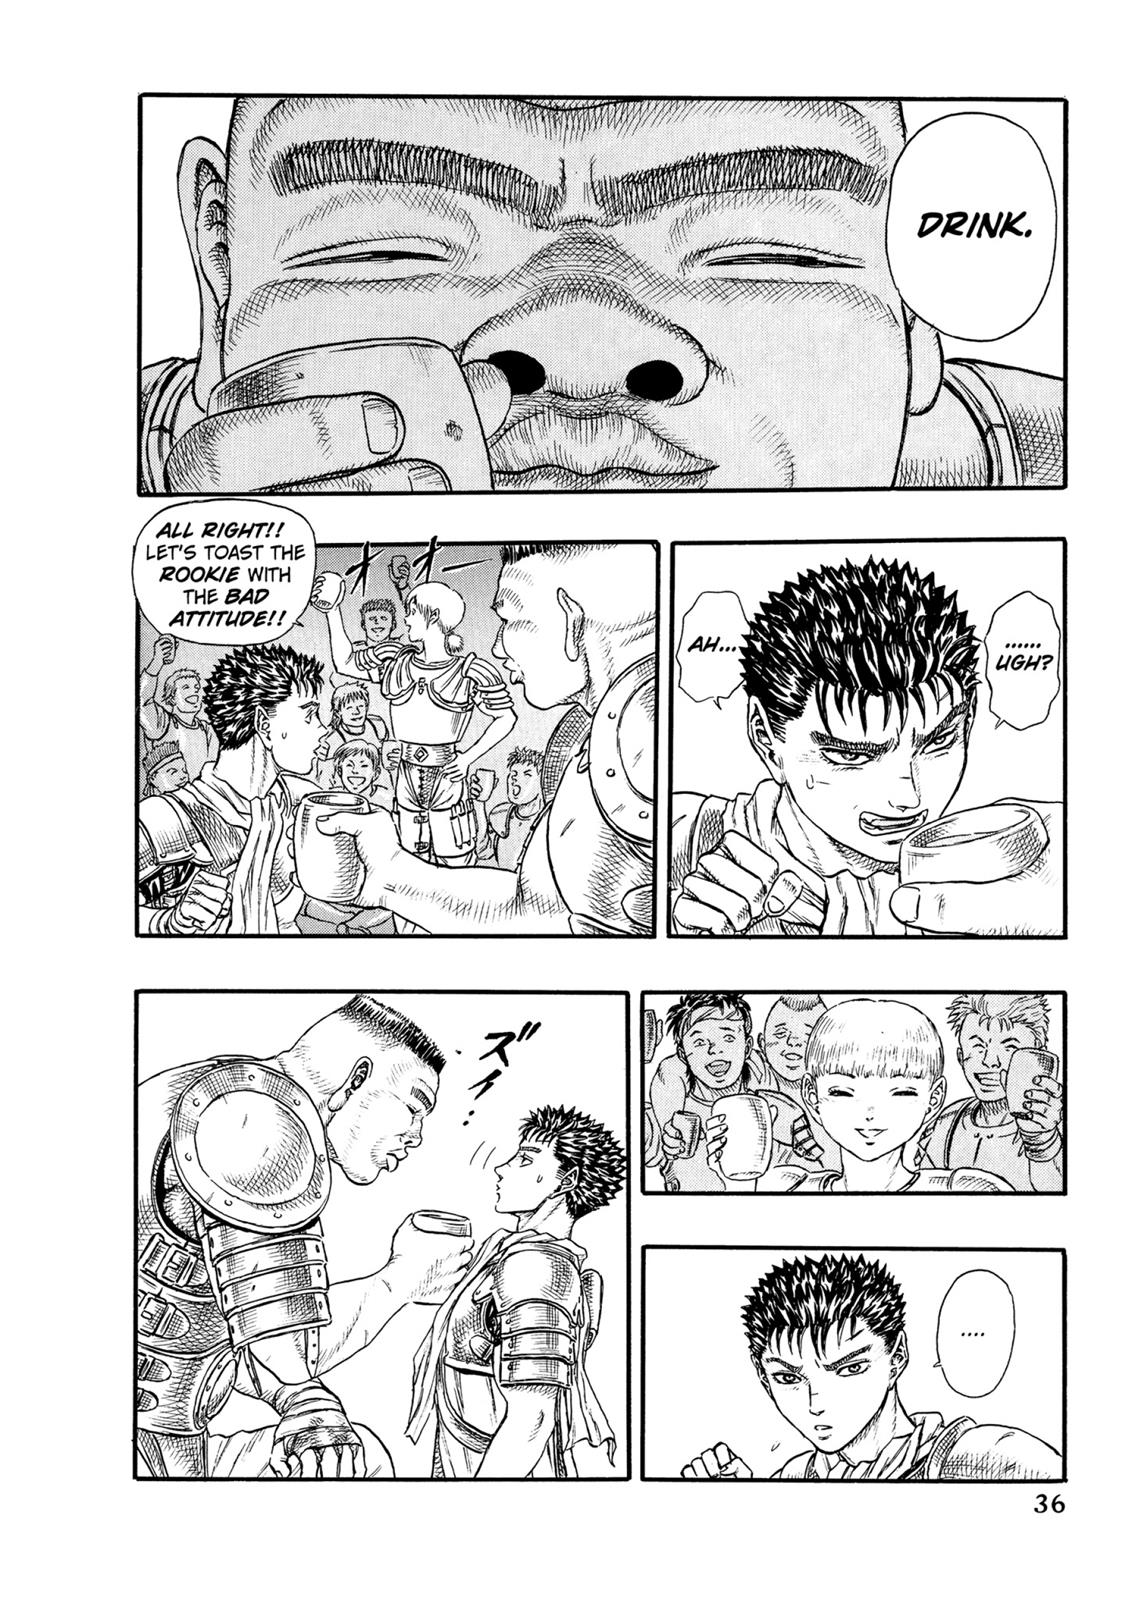 DRINK.
......
UGH?
AH...
ALL RIGHT!!
LET'S TOAST THE
ROOKIE WITH
THE BAD
ATTITUDE!!
オオー
....
ズイ…
36